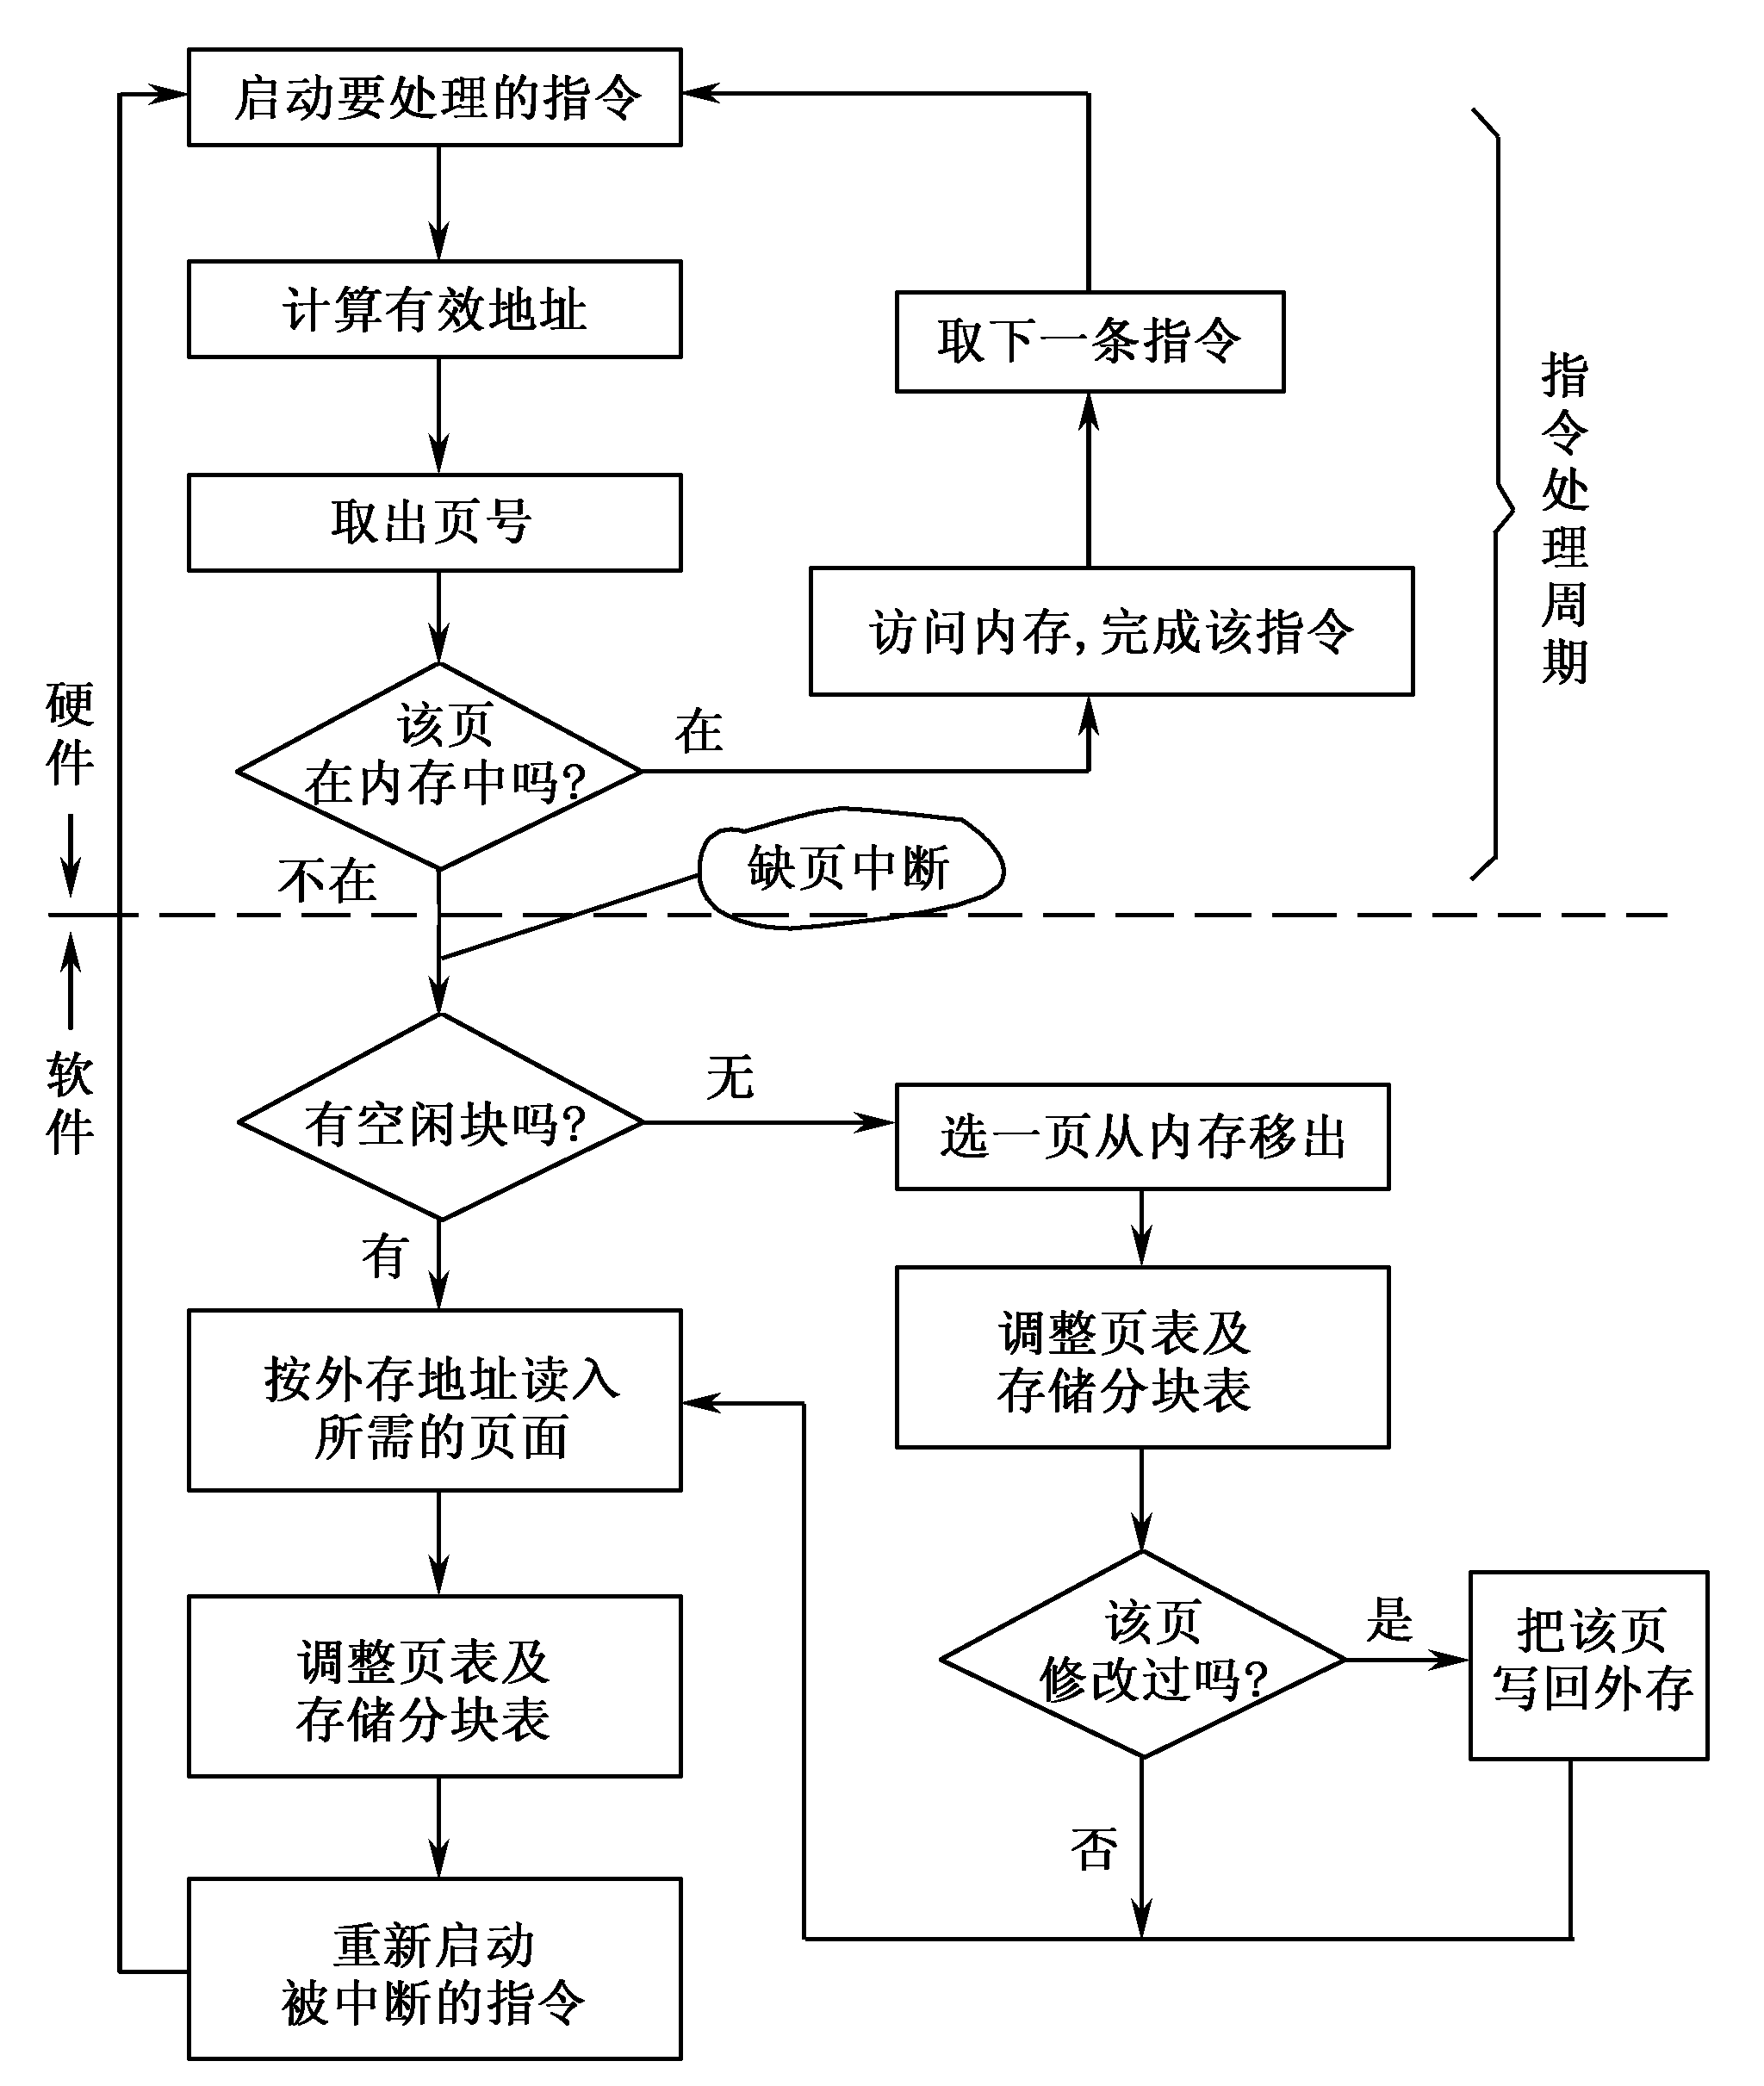 启动要处理的指令
计算有效地址
取下一条指令
取出页号
访问内存,完成该指令
指令处理周期
该页
在内存中吗?
在
不在
缺页中断
硬件
软件
有空闲块吗?
无
选一页从内存移出
有
调整页表及
存储分块表
按外存地址读入
所需的页面
该页
修改过吗?
是
把该页
写回外存
否
调整页表及
存储分块表
重新启动
被中断的指令